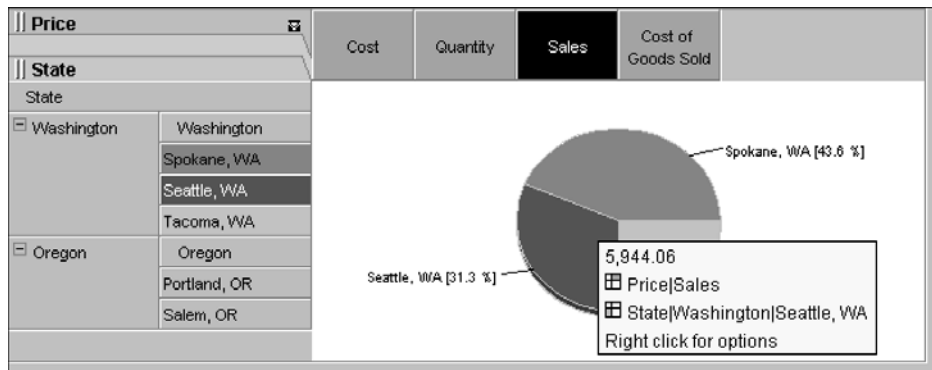 Price
State
State
Washington
Washington
Spokane, WA
Seattle, WA
Tacoma, WA
Oregon
Oregon
Portland, OR
Salem, OR
Cost
Quantity
Sales
Cost of
Goods Sold
Spokane, WA [43.6 %]
Seattle, WA [31.3 %]
5,944.06
Price|Sales
State|Washington|Seattle, WA
Right click for options